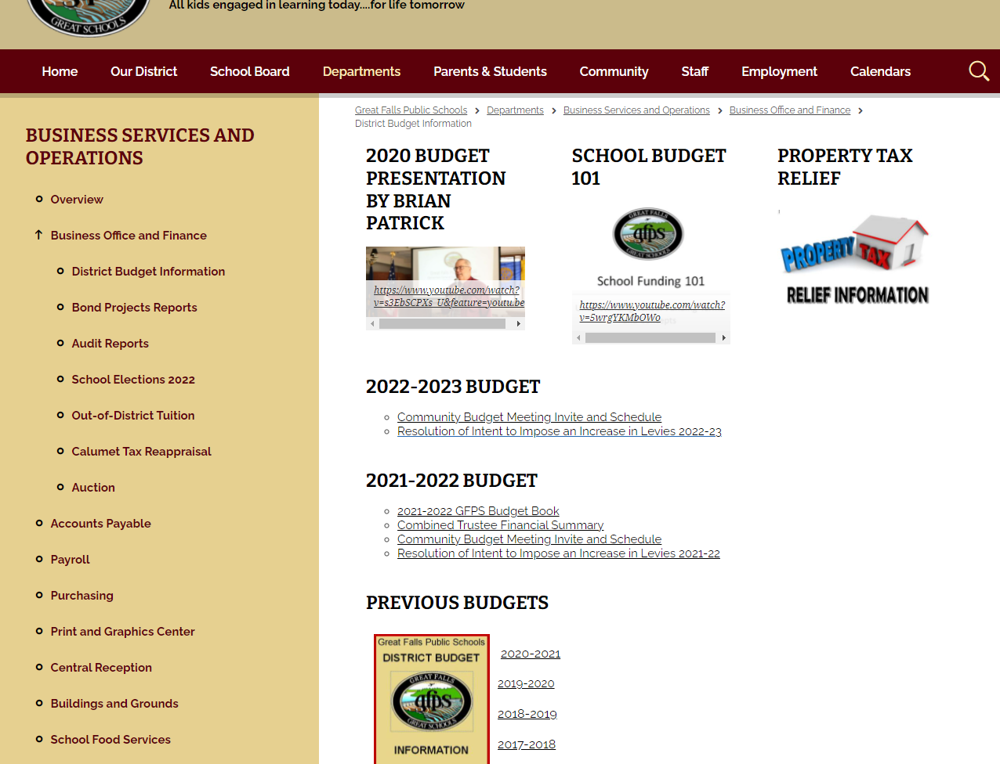 GREAT SCHOOLS
All kids engaged in learning today....for life tomorrow
Home Our District School Board Departments Parents & Students Community Staff Employment Calendars
BUSINESS SERVICES AND
OPERATIONS
Overview
Business Office and Finance
District Budget Information
Bond Projects Reports
Audit Reports
School Elections 2022
Out-of-District Tuition
Calumet Tax Reappraisal
Auction
Accounts Payable
Payroll
Purchasing
Print and Graphics Center
Central Reception
Buildings and Grounds
School Food Services
Great Falls Public Schools > Departments > Business Services and Operations > Business Office and Finance >
District Budget Information
2020 BUDGET
PRESENTATION
BY BRIAN
PATRICK
https://www.youtube.com/watch?
v=s3EbSCPXs_U&feature=youtu.be
SCHOOL BUDGET
101
GREAT FALLS
gfps
GREAT SCHOOLS
School Funding 101
https://www.youtube.com/watch?
v=5wrgYKMbOWo
PROPERTY TAX
RELIEF
PROPERTY TAX
RELIEF INFORMATION
2022-2023 BUDGET
Community Budget Meeting Invite and Schedule
Resolution of Intent to Impose an Increase in Levies 2022-23
2021-2022 BUDGET
2021-2022 GFPS Budget Book
Combined Trustee Financial Summary
Community Budget Meeting Invite and Schedule
Resolution of Intent to Impose an Increase in Levies 2021-22
PREVIOUS BUDGETS
Great Falls Public Schools
DISTRICT BUDGET
GREAT FALLS
gfps
GREAT SCHOOLS
INFORMATION
2020-2021
2019-2020
2018-2019
2017-2018